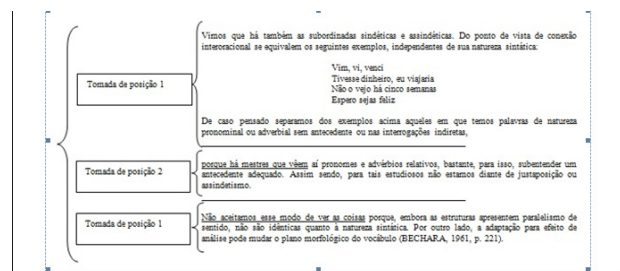 Vimos que há também as subordinadas sindéticas e assindéticas. Do ponto de vista de conexão
interoracional se equivalem os seguintes exemplos, independentes de sua natureza sintática:
Vim, vi, venci
Tivesse dinheiro, eu viajaria
Não o vejo há cinco semanas
Espero sejas feliz
Tomada de posição 1
De caso pensado separamos dos exemplos acima aqueles em que temos palavras de natureza
pronominal ou adverbial sem antecedente ou nas interrogações indiretas,
Tomada de posição 2
porque há mestres que vêem aí pronomes e advérbios relativos, bastante, para isso, subentender um
antecedente adequado. Assim sendo, para tais estudiosos não estamos diante de justaposição ou
assindetismo.
Tomada de posição 1
Não aceitamos esse modo de ver as coisas porque, embora as estruturas apresentem paralelismo de
sentido, não são idênticas quanto à natureza sintática. Por outro lado, a adaptação para efeito de
análise pode mudar o plano morfológico do vocábulo (BECHARA, 1961, p. 221).